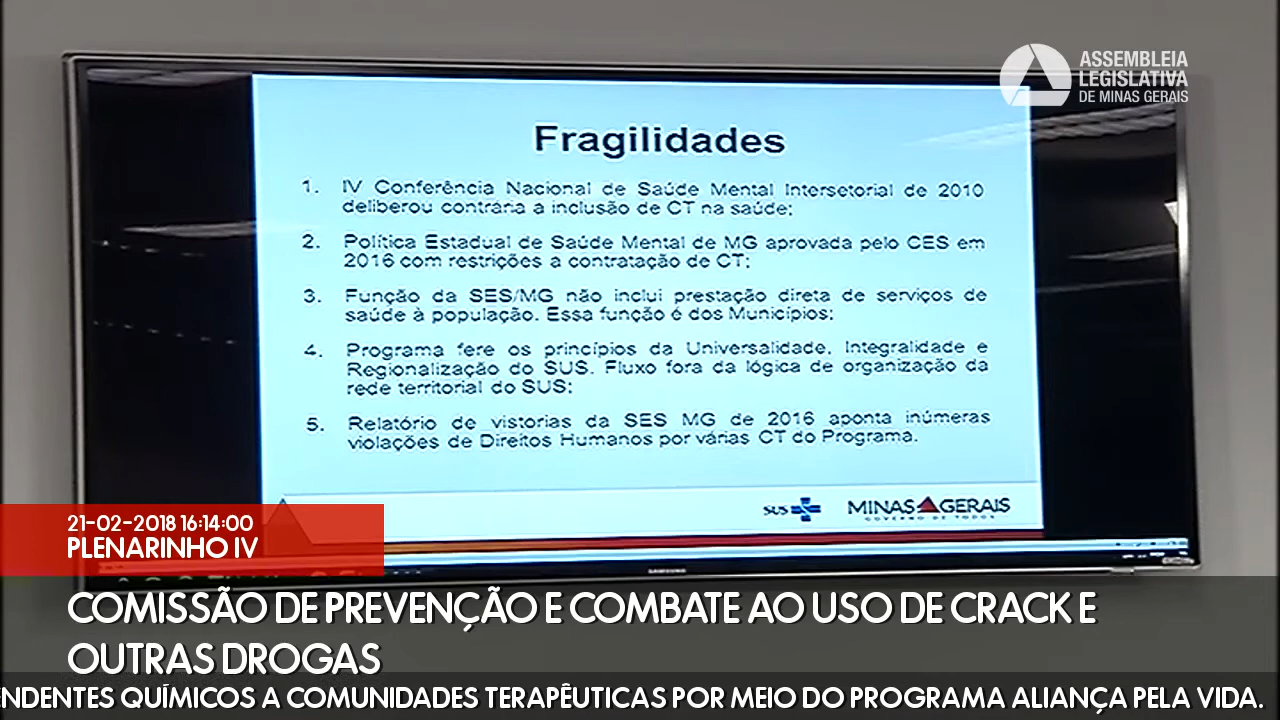 ASSEMBLEIA
LEGISLATIVA
DE MINAS GERAIS
Fragilidades
1. IV Conferência Nacional de Saúde Mental Intersetorial de 2010
deliberou contrária a inclusão de CT na saúde;
2. Política Estadual de Saúde Mental de MG aprovada pelo CES em
2016 com restrições a contratação de CT;
3. Função da SES/MG não inclui prestação direta de serviços de
saúde à população. Essa função é dos Municípios;
4. Programa fere os princípios da Universalidade, Integralidade e
Regionalização do SUS. Fluxo fora da lógica de organização da
rede territorial do SUS;
5. Relatório de vistorias da SES MG de 2016 aponta inúmeras
violações de Direitos Humanos por várias CT do Programa.
SUS MINAS GERAIS
GOVERNO DE TODOS
SAMSUNG
21-02-2018 16:14:00
PLENARINHO IV
COMISSÃO DE PREVENÇÃO E COMBATE AO USO DE CRACK E
OUTRAS DROGAS
ENDENTES QUÍMICOS A COMUNIDADES TERAPÊUTICAS POR MEIO DO PROGRAMA ALIANÇA PELA VIDA.